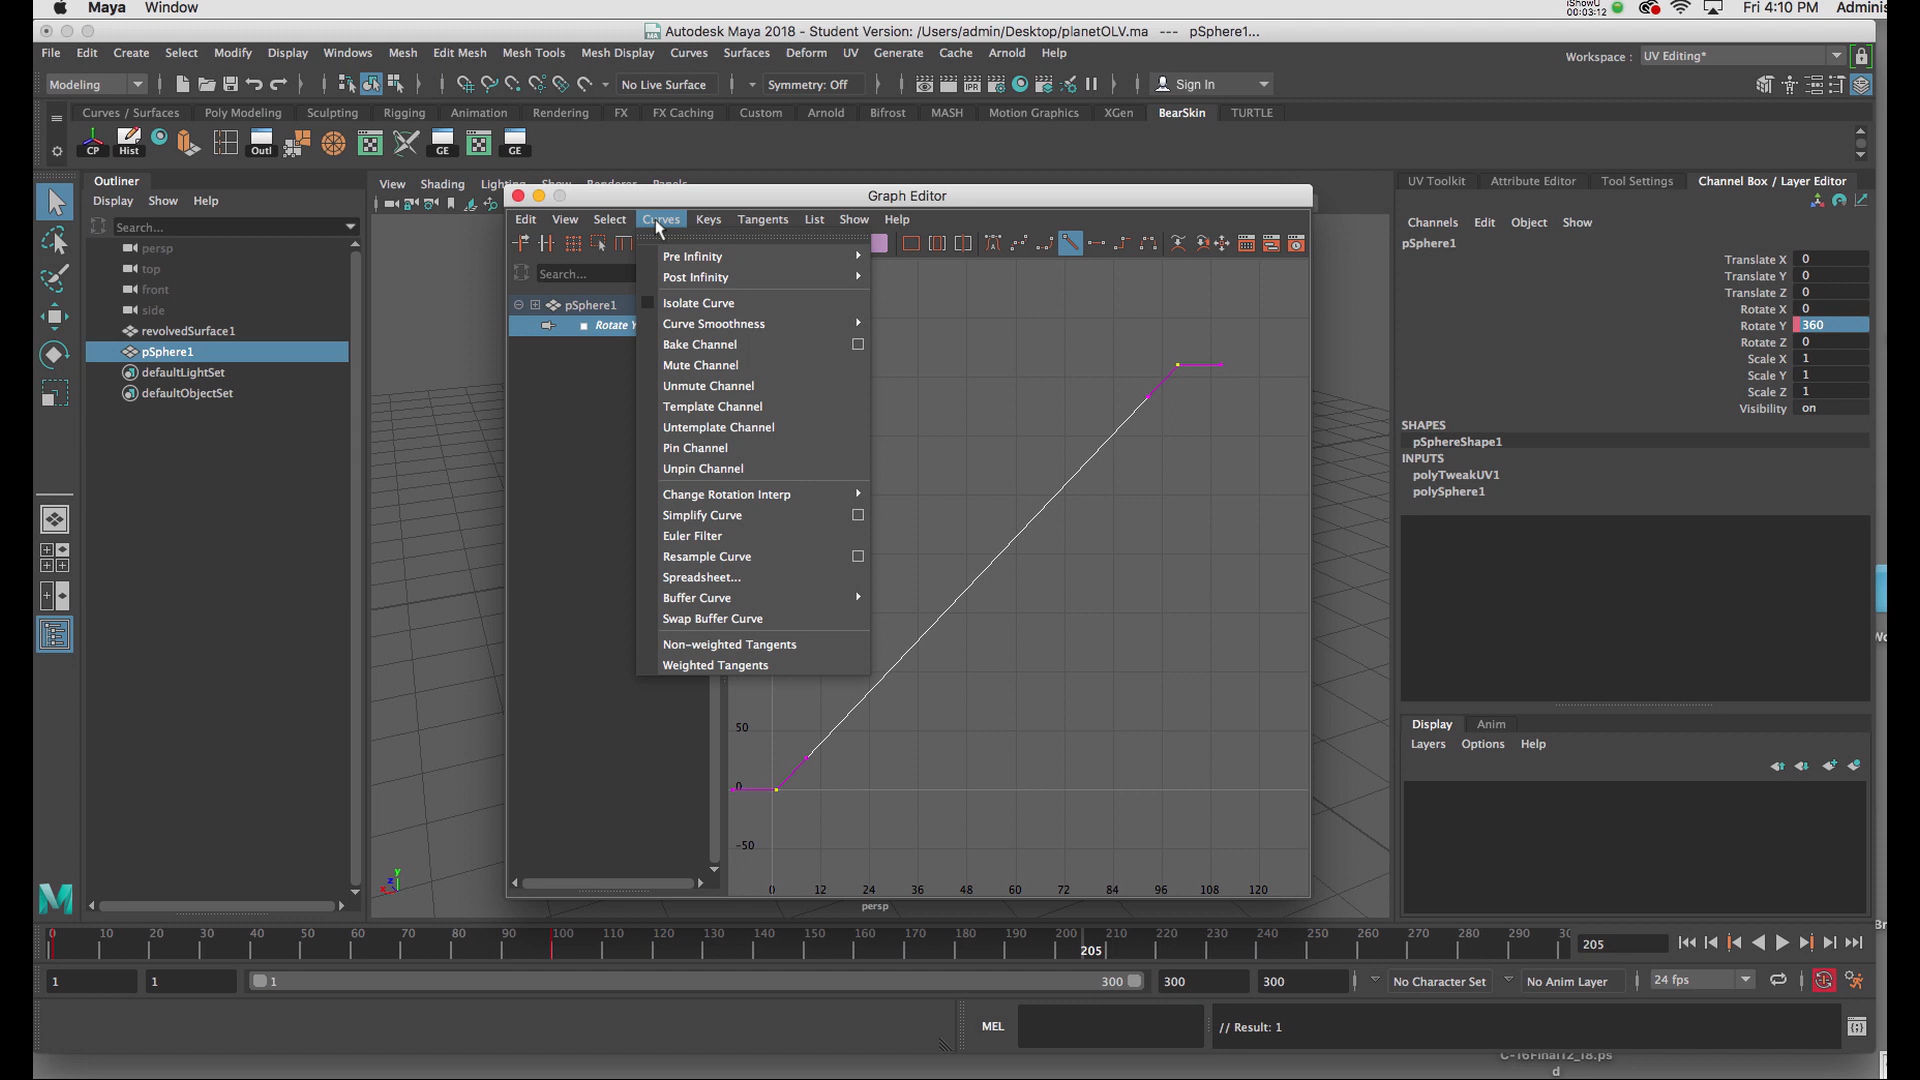 Maya Window
iShowU
00:03:12
Fri 4:10 PM Adminis
Autodesk Maya 2018 - Student Version: /Users/admin/Desktop/planetOLV.ma --- pSphere1...
File Edit Create Select Modify Display Windows Mesh Edit Mesh Mesh Tools Mesh Display Curves Surfaces Deform UV Generate Cache Arnold Help
Workspace : UV Editing*
Modeling
No Live Surface
Symmetry: Off
IPR
Sign In
Curves / Surfaces Poly Modeling Sculpting Rigging Animation Rendering FX FX Caching Custom Arnold Bifrost MASH Motion Graphics XGen BearSkin TURTLE
CP Hist Outl GE GE
Outliner
Display Show Help
Search...
persp
top
front
side
revolvedSurface1
pSphere1
defaultLightSet
defaultObjectSet
View Shading
Graph Editor
Edit View Select Curves Keys Tangents List Show Help
Search...
pSphere1
Rotate Y
Pre Infinity
Post Infinity
Isolate Curve
Curve Smoothness
Bake Channel
Mute Channel
Unmute Channel
Template Channel
Untemplate Channel
Pin Channel
Unpin Channel
Change Rotation Interp
Simplify Curve
Euler Filter
Resample Curve
Spreadsheet...
Buffer Curve
Swap Buffer Curve
Non-weighted Tangents
Weighted Tangents
50
0
-50
0 12 24 36 48 60 72 84 96 108 120
persp
UV Toolkit Attribute Editor Tool Settings Channel Box / Layer Editor
Channels Edit Object Show
pSphere1
Translate X 0
Translate Y 0
Translate Z 0
Rotate X 0
Rotate Y 360
Rotate Z 0
Scale X 1
Scale Y 1
Scale Z 1
Visibility on
SHAPES
pSphereShape1
INPUTS
polyTweakUV1
polySphere1
Display Anim
Layers Options Help
0 10 20 30 40 50 60 70 80 90 100 110 120 130 140 150 160 170 180 190 200 210 220 230 240 250 260 270 280 290 30
205
205
1 1 1 300 300 300
No Character Set
No Anim Layer
24 fps
MEL
// Result: 1
C-16Final12_18.ps
d